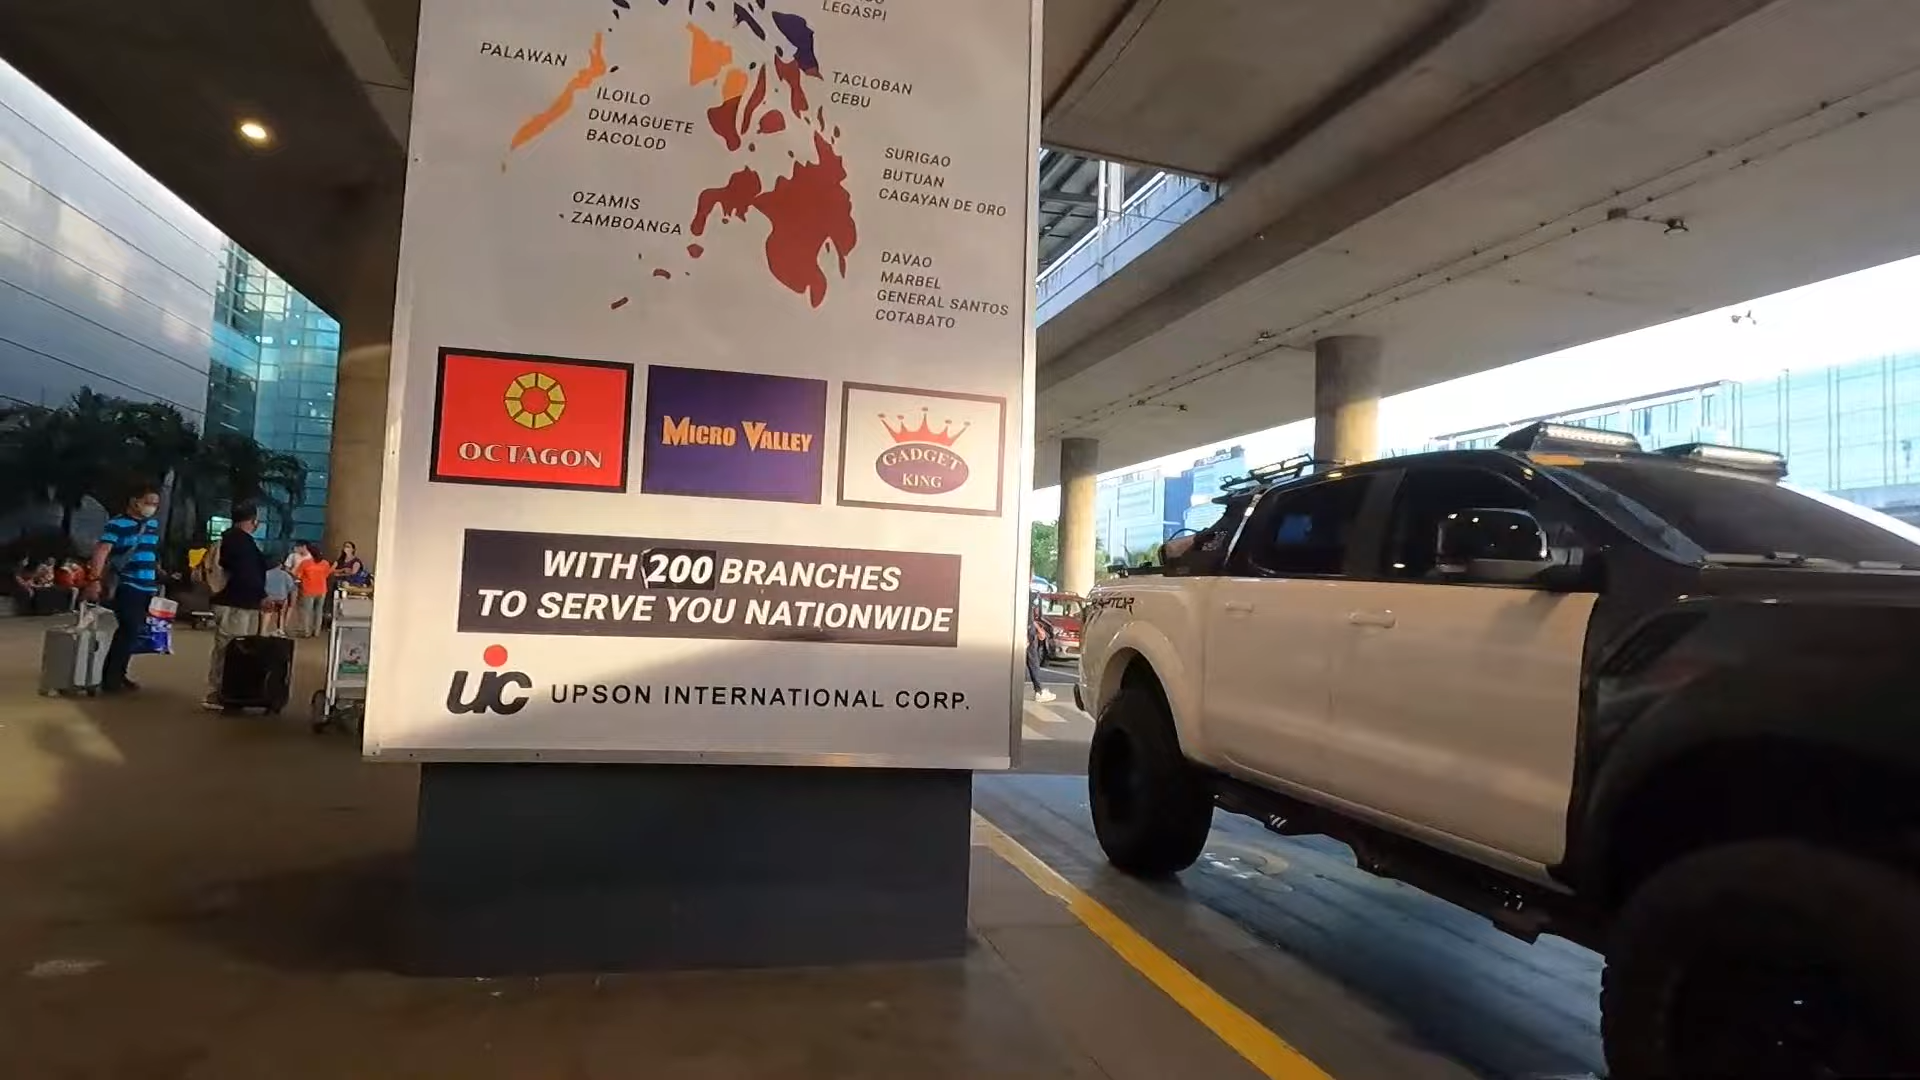 LEGASPI
PALAWAN
TACLOBAN
CEBU
ILOILO
DUMAGUETE
BACOLOD
SURIGAO
BUTUAN
CAGAYAN DE ORO
OZAMIS
ZAMBOANGA
DAVAO
MARBEL
GENERAL SANTOS
COTABATO
OCTAGON
MICRO VALLEY
GADGET
KING
WITH 200 BRANCHES
TO SERVE YOU NATIONWIDE
uic UPSON INTERNATIONAL CORP.
RAPTOR